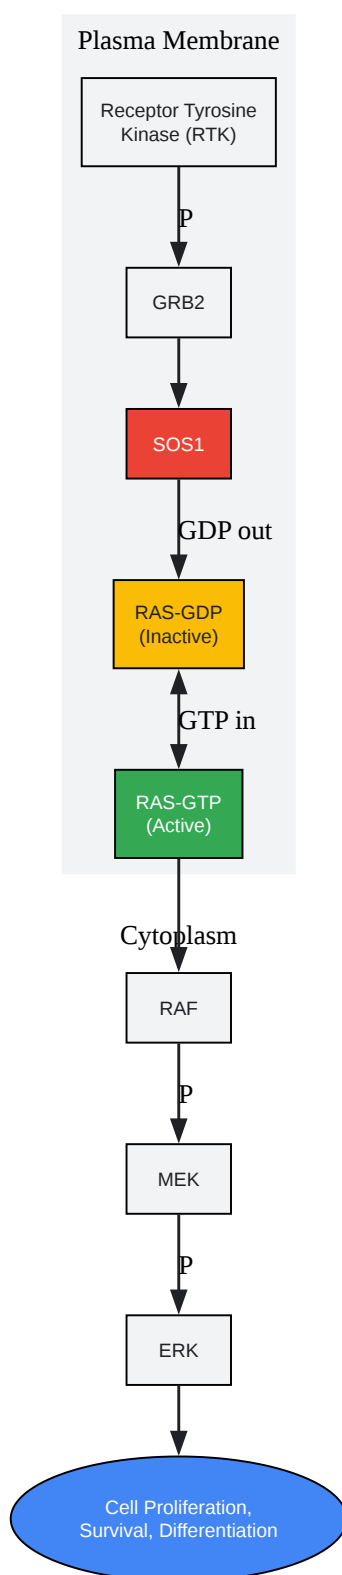 Plasma Membrane
Receptor Tyrosine
Kinase (RTK)
P
GRB2
SOS1
GDP out
RAS-GDP
(Inactive)
GTP in
RAS-GTP
(Active)
Cytoplasm
RAF
P
MEK
P
ERK
Cell Proliferation,
Survival, Differentiation